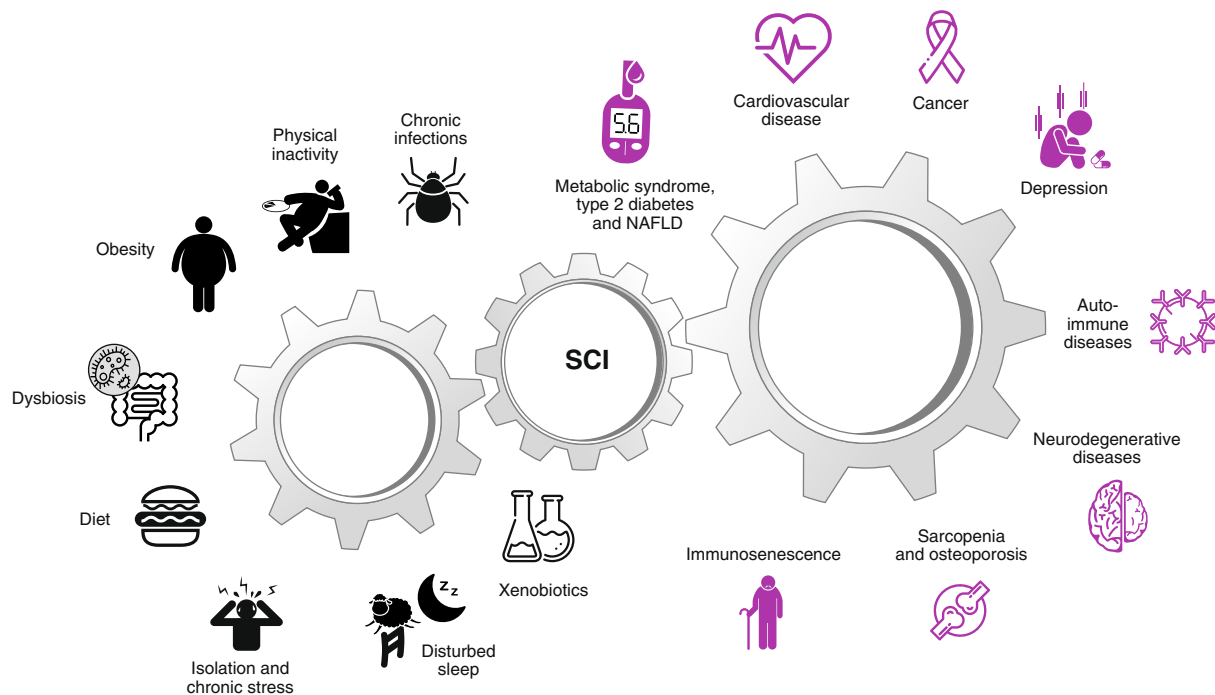 Chronic
infections
Physical
inactivity
Obesity
Dysbiosis
Diet
Isolation and
chronic stress
zz
Disturbed
sleep
Xenobiotics
SCI
5.6
Metabolic syndrome,
type 2 diabetes
and NAFLD
Cardiovascular
disease
Cancer
Depression
Auto-
immune
diseases
Neurodegenerative
diseases
Sarcopenia
and osteoporosis
Immunosenescence